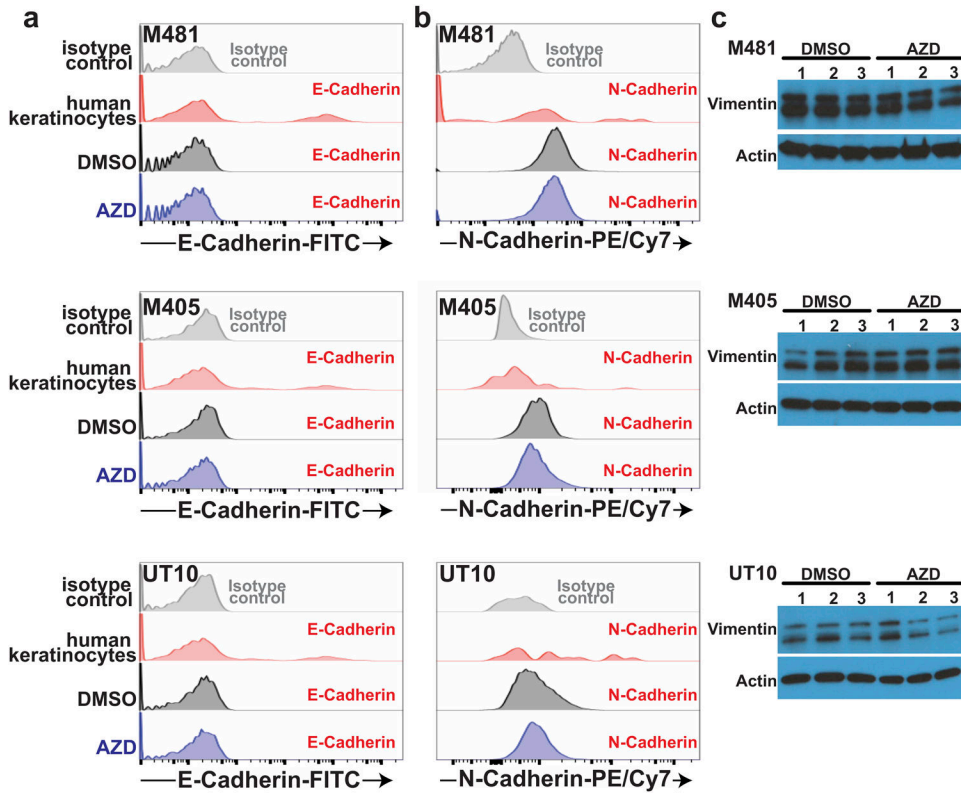 a
M481
isotype
control
Isotype
control
human
keratinocytes
E-Cadherin
DMSO
E-Cadherin
AZD
E-Cadherin
E-Cadherin-FITC
M405
isotype
control
Isotype
control
human
keratinocytes
E-Cadherin
DMSO
E-Cadherin
AZD
E-Cadherin
E-Cadherin-FITC
UT10
isotype
control
Isotype
control
human
keratinocytes
E-Cadherin
DMSO
E-Cadherin
AZD
E-Cadherin
E-Cadherin-FITC
b
M481
Isotype
control
N-Cadherin
N-Cadherin
N-Cadherin
N-Cadherin-PE/Cy7
M405
Isotype
control
N-Cadherin
N-Cadherin
N-Cadherin
N-Cadherin-PE/Cy7
UT10
Isotype
control
N-Cadherin
N-Cadherin
N-Cadherin
N-Cadherin-PE/Cy7
c
M481 DMSO AZD
1 2 3 1 2 3
Vimentin
Actin
M405 DMSO AZD
1 2 3 1 2 3
Vimentin
Actin
UT10 DMSO AZD
1 2 3 1 2 3
Vimentin
Actin